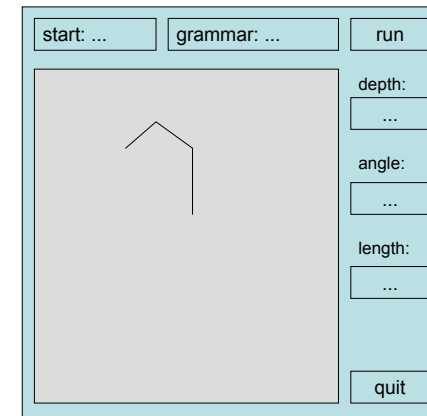 start: ... grammar: ... run
depth:
...
angle:
...
length:
...
quit